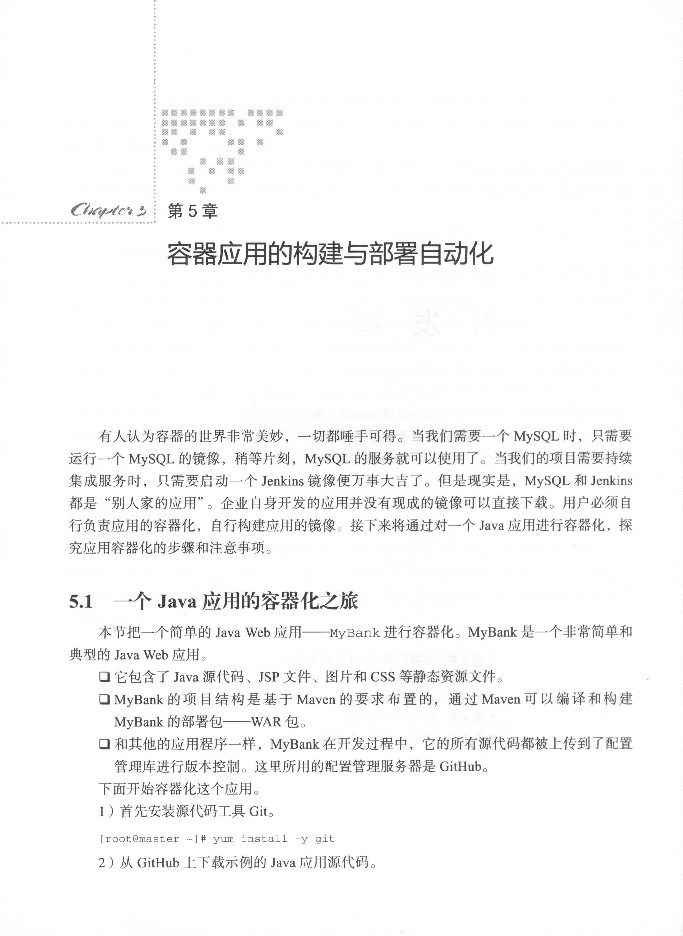 Chapter 5
第5章
容器应用的构建与部署自动化
有人认为容器的世界非常美妙，一切都唾手可得。当我们需要一个 MySQL 时，只需要
运行一个 MySQL 的镜像，稍等片刻，MySQL 的服务就可以使用了。当我们的项目需要持续
集成服务时，只需要启动一个 Jenkins 镜像便万事大吉了。但是现实是，MySQL 和 Jenkins
都是“别人家的应用”。企业自身开发的应用并没有现成的镜像可以直接下载。用户必须自
行负责应用的容器化，自行构建应用的镜像。接下来将通过对一个 Java 应用进行容器化，探
究应用容器化的步骤和注意事项。
5.1 一个 Java 应用的容器化之旅
本节把一个简单的 Java Web 应用——MyBank 进行容器化。MyBank 是一个非常简单和
典型的 Java Web 应用。
❑ 它包含了 Java 源代码、JSP 文件、图片和 CSS 等静态资源文件。
❑ MyBank 的项目结构是基于 Maven 的要求布置的，通过 Maven 可以编译和构建
MyBank 的部署包——WAR 包。
❑ 和其他的应用程序一样，MyBank 在开发过程中，它的所有源代码都被上传到了配置
管理库进行版本控制。这里所用的配置管理服务器是 GitHub。
下面开始容器化这个应用。
1）首先安装源代码工具 Git。
[root@master ~]# yum install -y git
2）从 GitHub 上下载示例的 Java 应用源代码。